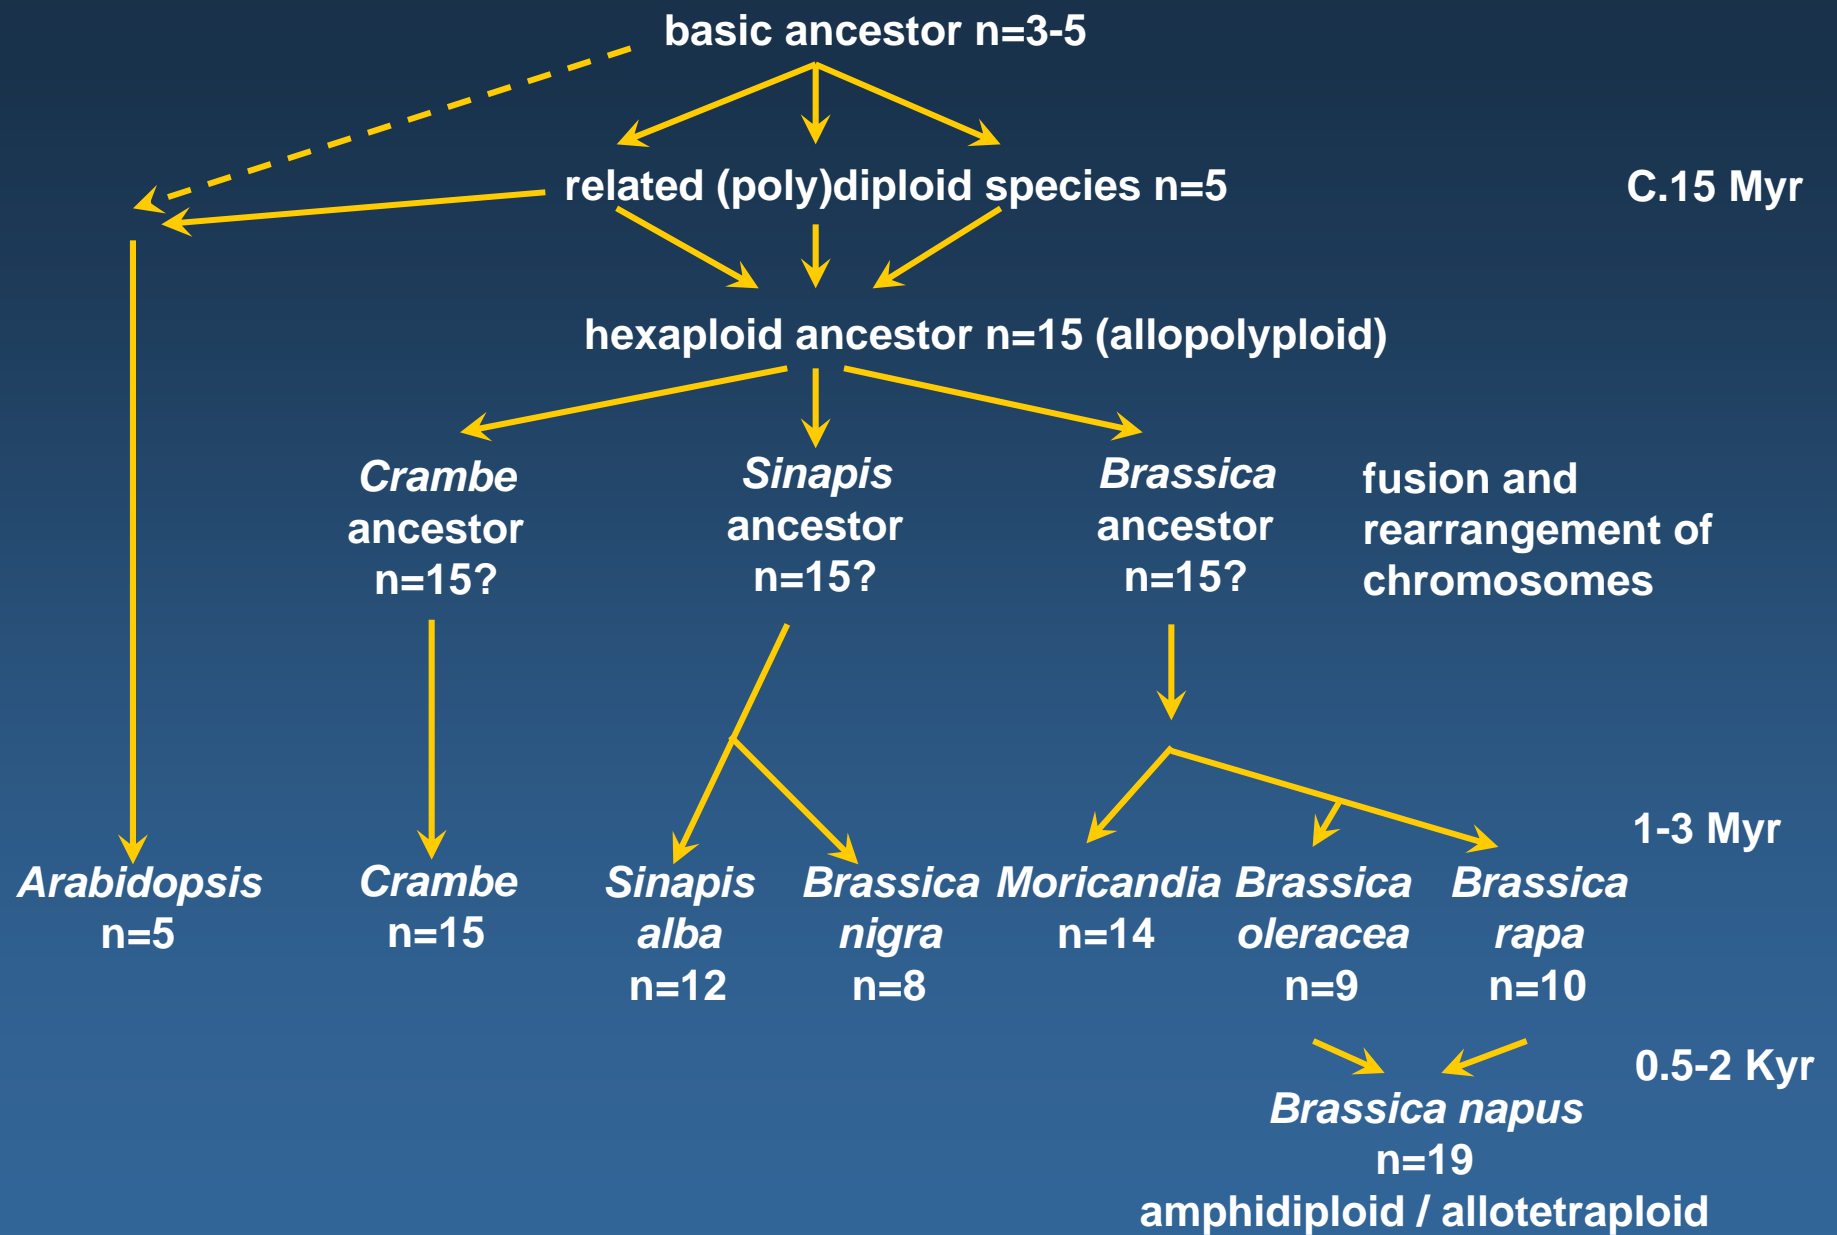 basic ancestor n=3-5
related (poly)diploid species n=5
C.15 Myr
hexaploid ancestor n=15 (allopolyploid)
Crambe
ancestor
n=15?
Sinapis
ancestor
n=15?
Brassica
ancestor
n=15?
fusion and
rearrangement of
chromosomes
1-3 Myr
Arabidopsis
n=5
Crambe
n=15
Sinapis
alba
n=12
Brassica
nigra
n=8
Moricandia
n=14
Brassica
oleracea
n=9
Brassica
rapa
n=10
0.5-2 Kyr
Brassica napus
n=19
amphidiploid / allotetraploid